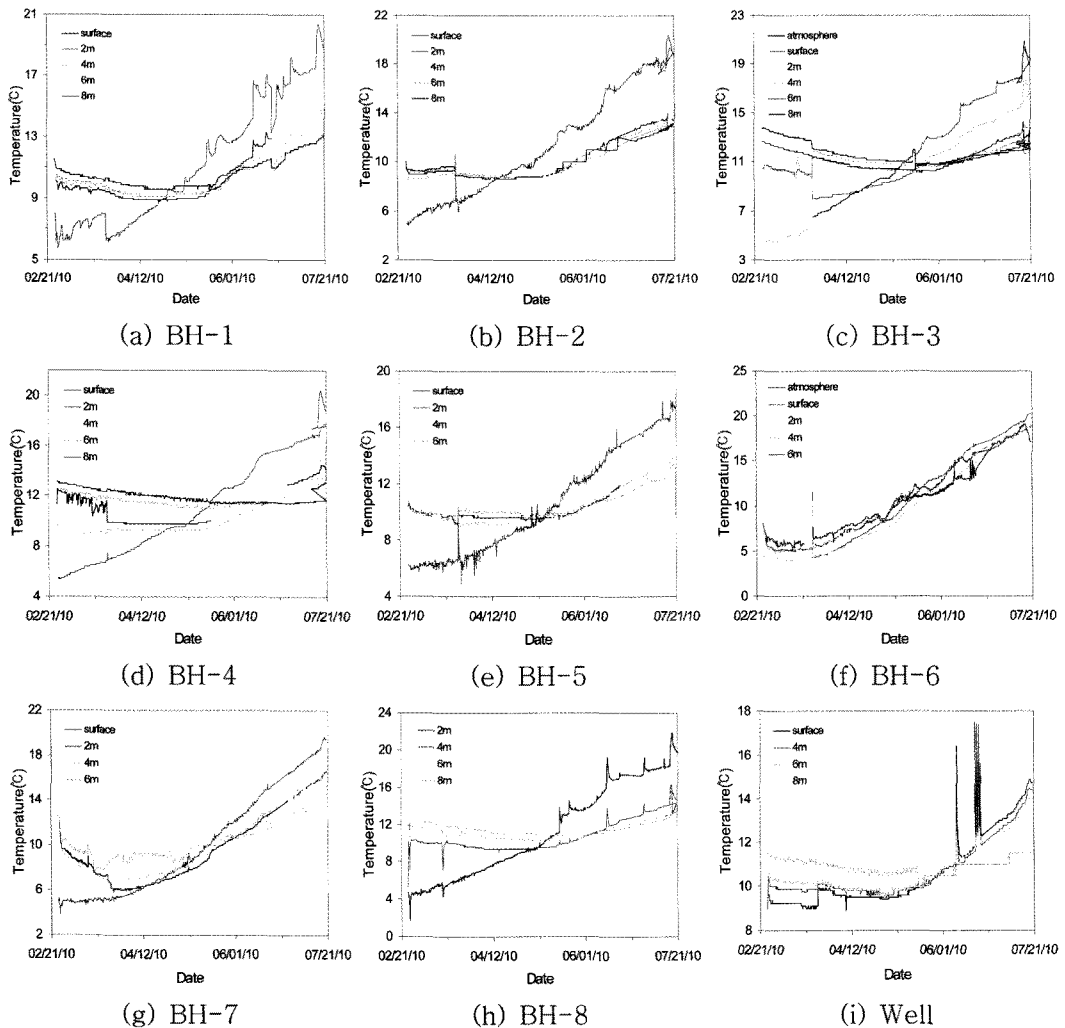 21
17
13
9
5
Temperature(℃)
surface
2m
4m
6m
8m
02/21/10 04/12/10 06/01/10 07/21/10
Date
(a) BH-1
22
18
14
10
6
2
Temperature(℃)
surface
2m
4m
6m
8m
02/21/10 04/12/10 06/01/10 07/21/10
Date
(b) BH-2
23
19
15
11
7
3
Temperature(℃)
atmosphere
surface
2m
4m
6m
8m
02/21/10 04/12/10 06/01/10 07/21/10
Date
(c) BH-3
20
16
12
8
4
Temperature(℃)
surface
2m
4m
6m
8m
02/21/10 04/12/10 06/01/10 07/21/10
Date
(d) BH-4
20
16
12
8
4
Temperature(℃)
surface
2m
4m
6m
02/21/10 04/12/10 06/01/10 07/21/10
Date
(e) BH-5
25
20
15
10
5
0
Temperature(℃)
atmosphere
surface
2m
4m
6m
02/21/10 04/12/10 06/01/10 07/21/10
Date
(f) BH-6
22
18
14
10
6
2
Temperature(℃)
surface
2m
4m
6m
02/21/10 04/12/10 06/01/10 07/21/10
Date
(g) BH-7
24
20
16
12
8
4
0
Temperature(℃)
2m
4m
6m
8m
02/21/10 04/12/10 06/01/10 07/21/10
Date
(h) BH-8
18
16
14
12
10
8
Temperature(℃)
surface
4m
6m
8m
02/21/10 04/12/10 06/01/10 07/21/10
Date
(i) Well